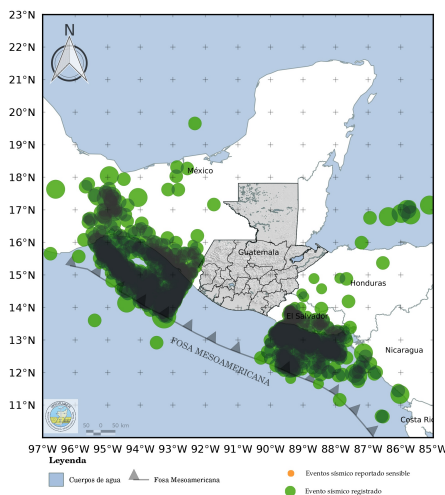 23°N
22°N
21°N
20°N
19°N
18°N
17°N
16°N
15°N
14°N
13°N
12°N
11°N
N
México
Guatemala
Honduras
El Salvador
Nicaragua
Costa Ric
FOSA MESOAMERICANA
50 0 50 km
97°W 96°W 95°W 94°W 93°W 92°W 91°W 90°W 89°W 88°W 87°W 86°W 85°W
Leyenda
Cuerpos de agua
Fosa Mesoamericana
Eventos sísmico reportado sensible
Evento sísmico registrado